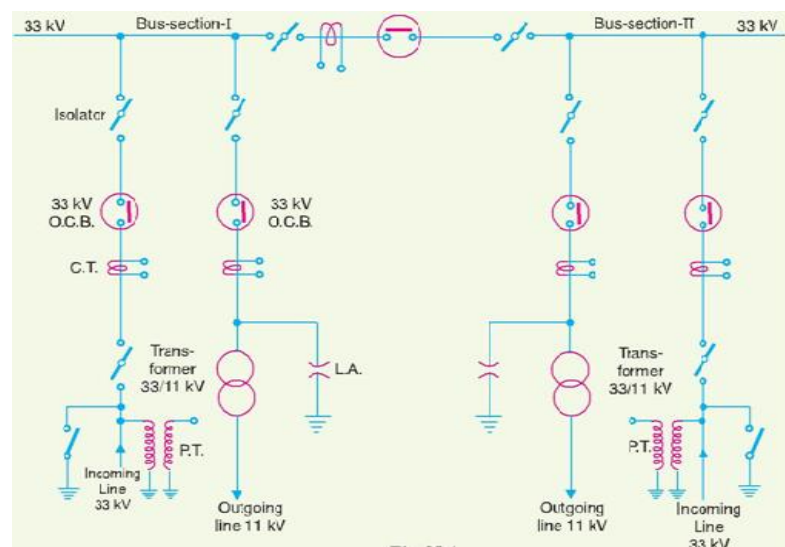 33 kV
Bus-section-I
Bus-section-II
33 kV
Isolator
33 kV
O.C.B.
33 kV
O.C.B.
C.T.
Trans-
former
33/11 kV
L.A.
Trans-
former
33/11 kV
P.T.
P.T.
Incoming
Line
33 kV
Outgoing
line 11 kV
Outgoing
line 11 kV
Incoming
Line
33 kV